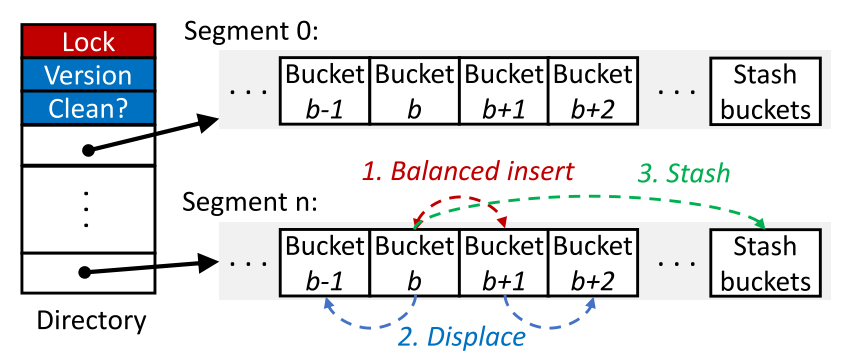 Segment 0:
Lock
Version
Clean?
. . .
Bucket
b-1
Bucket
b
Bucket
b+1
Bucket
b+2
. . .
Stash
buckets
1. Balanced insert
3. Stash
Segment n:
. . .
Bucket
b-1
Bucket
b
Bucket
b+1
Bucket
b+2
. . .
Stash
buckets
Directory
2. Displace